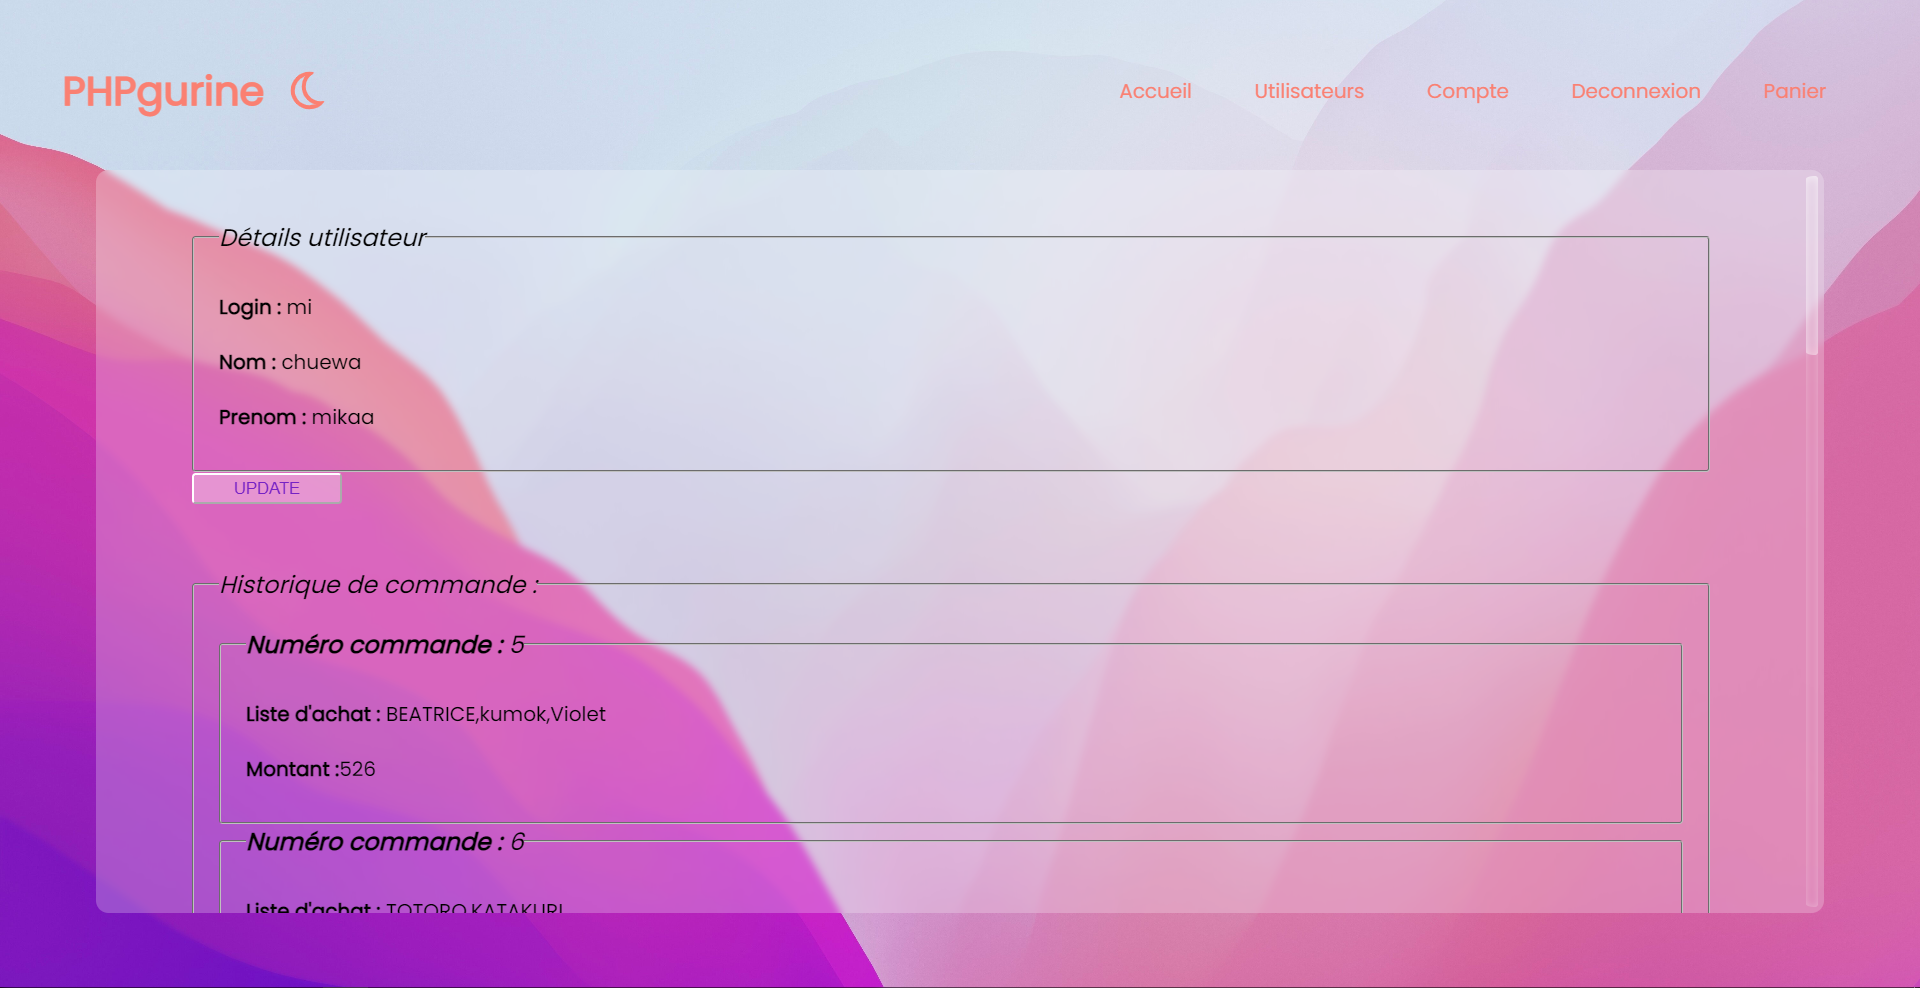 PHPgurine
Accueil Utilisateurs Compte Deconnexion Panier
Détails utilisateur
Login : mi
Nom : chuewa
Prenom : mikaa
UPDATE
Historique de commande :
Numéro commande : 5
Liste d'achat : BEATRICE,kumok,Violet
Montant :526
Numéro commande : 6
Liste d'achat : TOTORO,KATAKURI